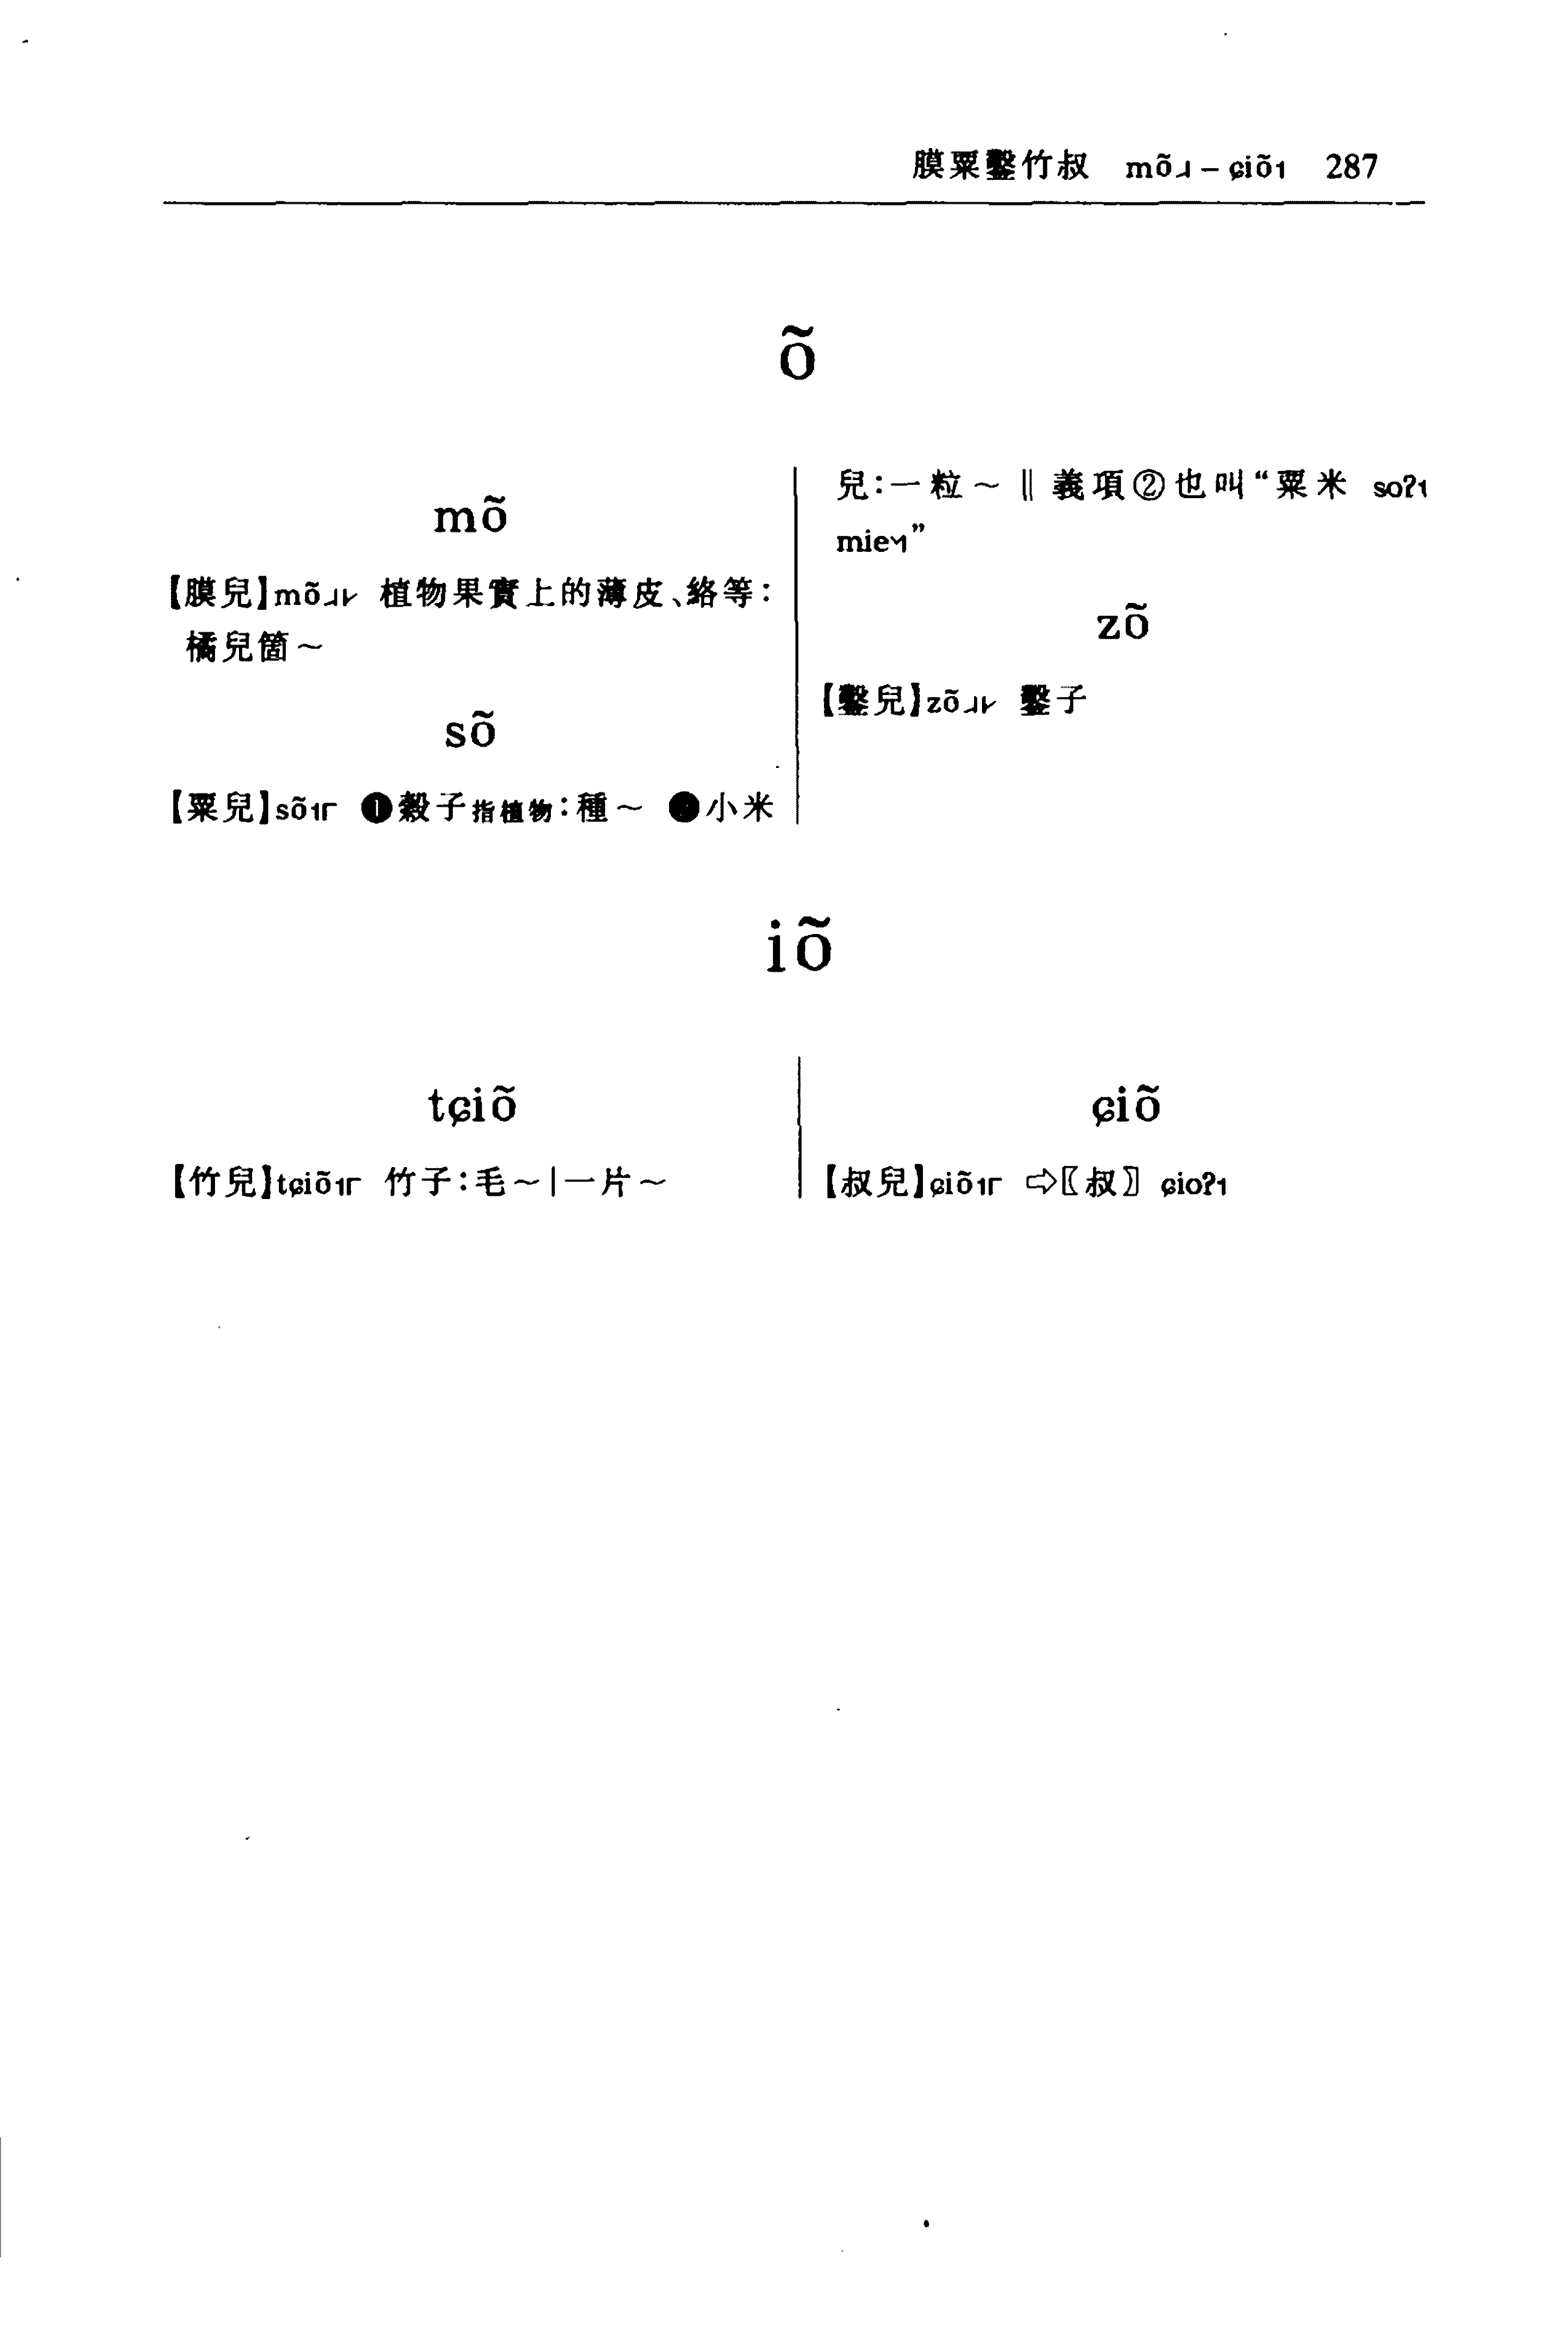 膜粟鑿竹叔 mõ˩-ɕiõ˦ 287
õ
mõ
【膜兒】mõ˩꜔ 植物果實上的薄皮、絡等：
橘兒箇～
sõ
【粟兒】sõ˦꜒ ❶穀子指植物：種～ ❷小米
兒：一粒～‖義項②也叫“粟米 soʔ˦
mie˥˧˥”
zõ
【鑿兒】zõ˩꜔ 鑿子
iõ
tɕiõ
【竹兒】tɕiõ˦꜒ 竹子：毛～|一片～
ɕiõ
【叔兒】ɕiõ˦꜒ ⇨〖叔〗ɕioʔ˦